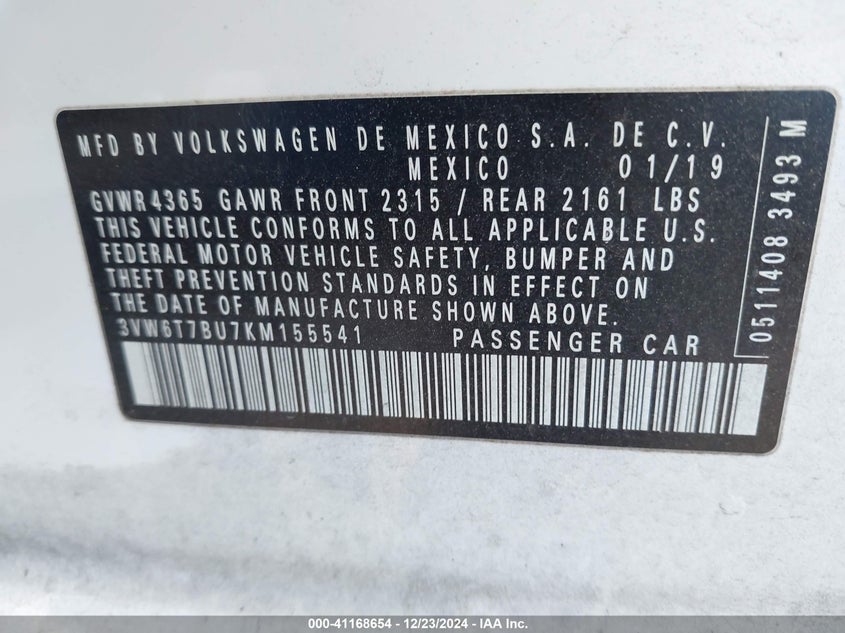 MFD BY VOLKSWAGEN DE MEXICO S.A. DE C.V.
MEXICO 01/19
GVWR 4365 GAWR FRONT 2315 / REAR 2161 LBS
THIS VEHICLE CONFORMS TO ALL APPLICABLE U.S.
FEDERAL MOTOR VEHICLE SAFETY, BUMPER AND
THEFT PREVENTION STANDARDS IN EFFECT ON
THE DATE OF MANUFACTURE SHOWN ABOVE.
3VW6T7BU7KM155541 PASSENGER CAR
0511408 3493 M
000-41168654 - 12/23/2024 - IAA Inc.